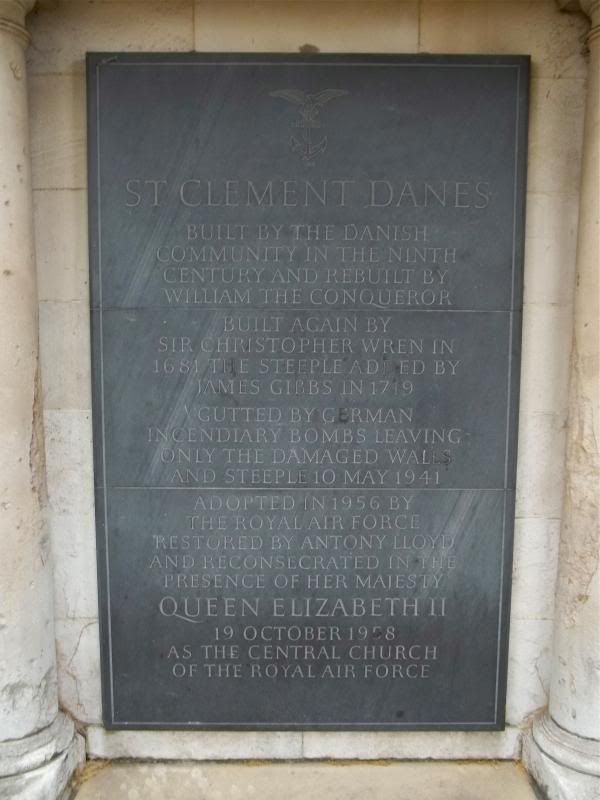 ST CLEMENT DANES
BUILT BY THE DANISH
COMMUNITY IN THE NINTH
CENTURY AND REBUILT BY
WILLIAM THE CONQUEROR
BUILT AGAIN BY
SIR CHRISTOPHER WREN IN
1681 THE STEEPLE ADDED BY
JAMES GIBBS IN 1719
GUTTED BY GERMAN
INCENDIARY BOMBS LEAVING
ONLY THE DAMAGED WALLS
AND STEEPLE 10 MAY 1941
ADOPTED IN 1956 BY
THE ROYAL AIR FORCE
RESTORED BY ANTONY LLOYD
AND RECONSECRATED IN THE
PRESENCE OF HER MAJESTY
QUEEN ELIZABETH II
19 OCTOBER 1958
AS THE CENTRAL CHURCH
OF THE ROYAL AIR FORCE